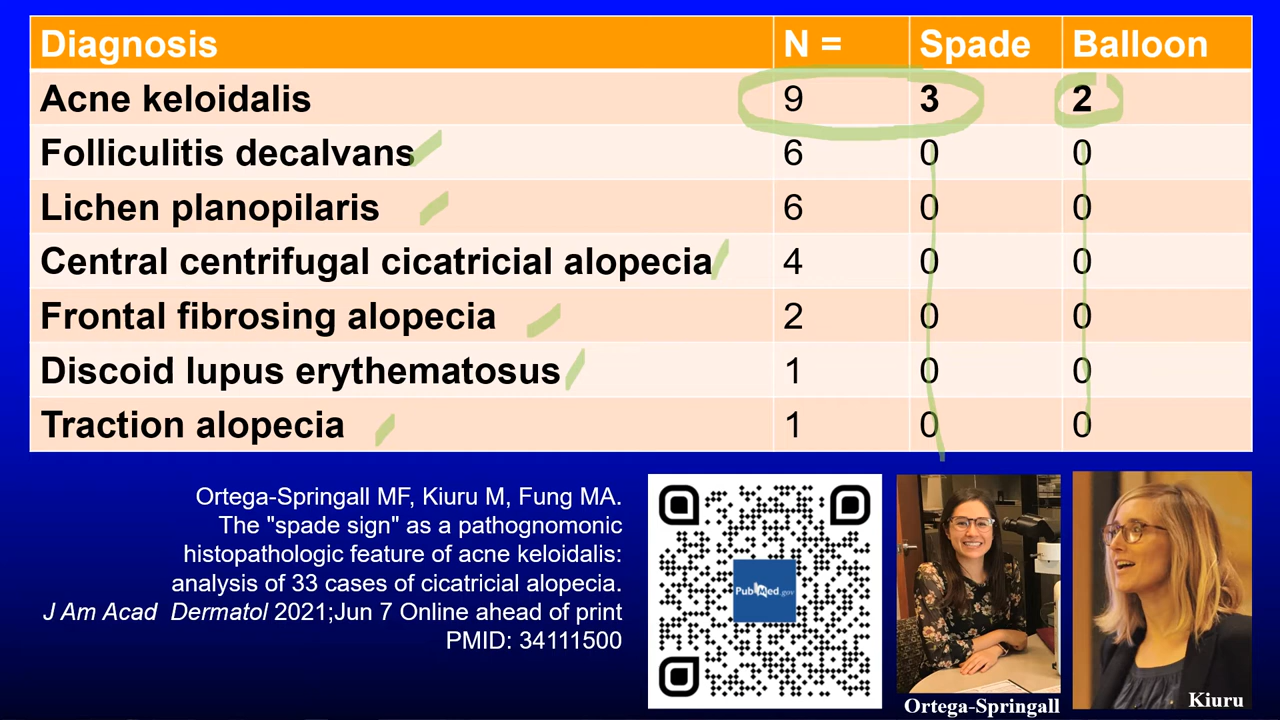 Diagnosis N = Spade Balloon
Acne keloidalis 9 3 2
Folliculitis decalvans 6 0 0
Lichen planopilaris 6 0 0
Central centrifugal cicatricial alopecia 4 0 0
Frontal fibrosing alopecia 2 0 0
Discoid lupus erythematosus 1 0 0
Traction alopecia 1 0 0
Ortega-Springall MF, Kiuru M, Fung MA.
The "spade sign" as a pathognomonic
histopathologic feature of acne keloidalis:
analysis of 33 cases of cicatricial alopecia.
J Am Acad Dermatol 2021;Jun 7 Online ahead of print
PMID: 34111500
PubMed.gov
Ortega-Springall
Kiuru